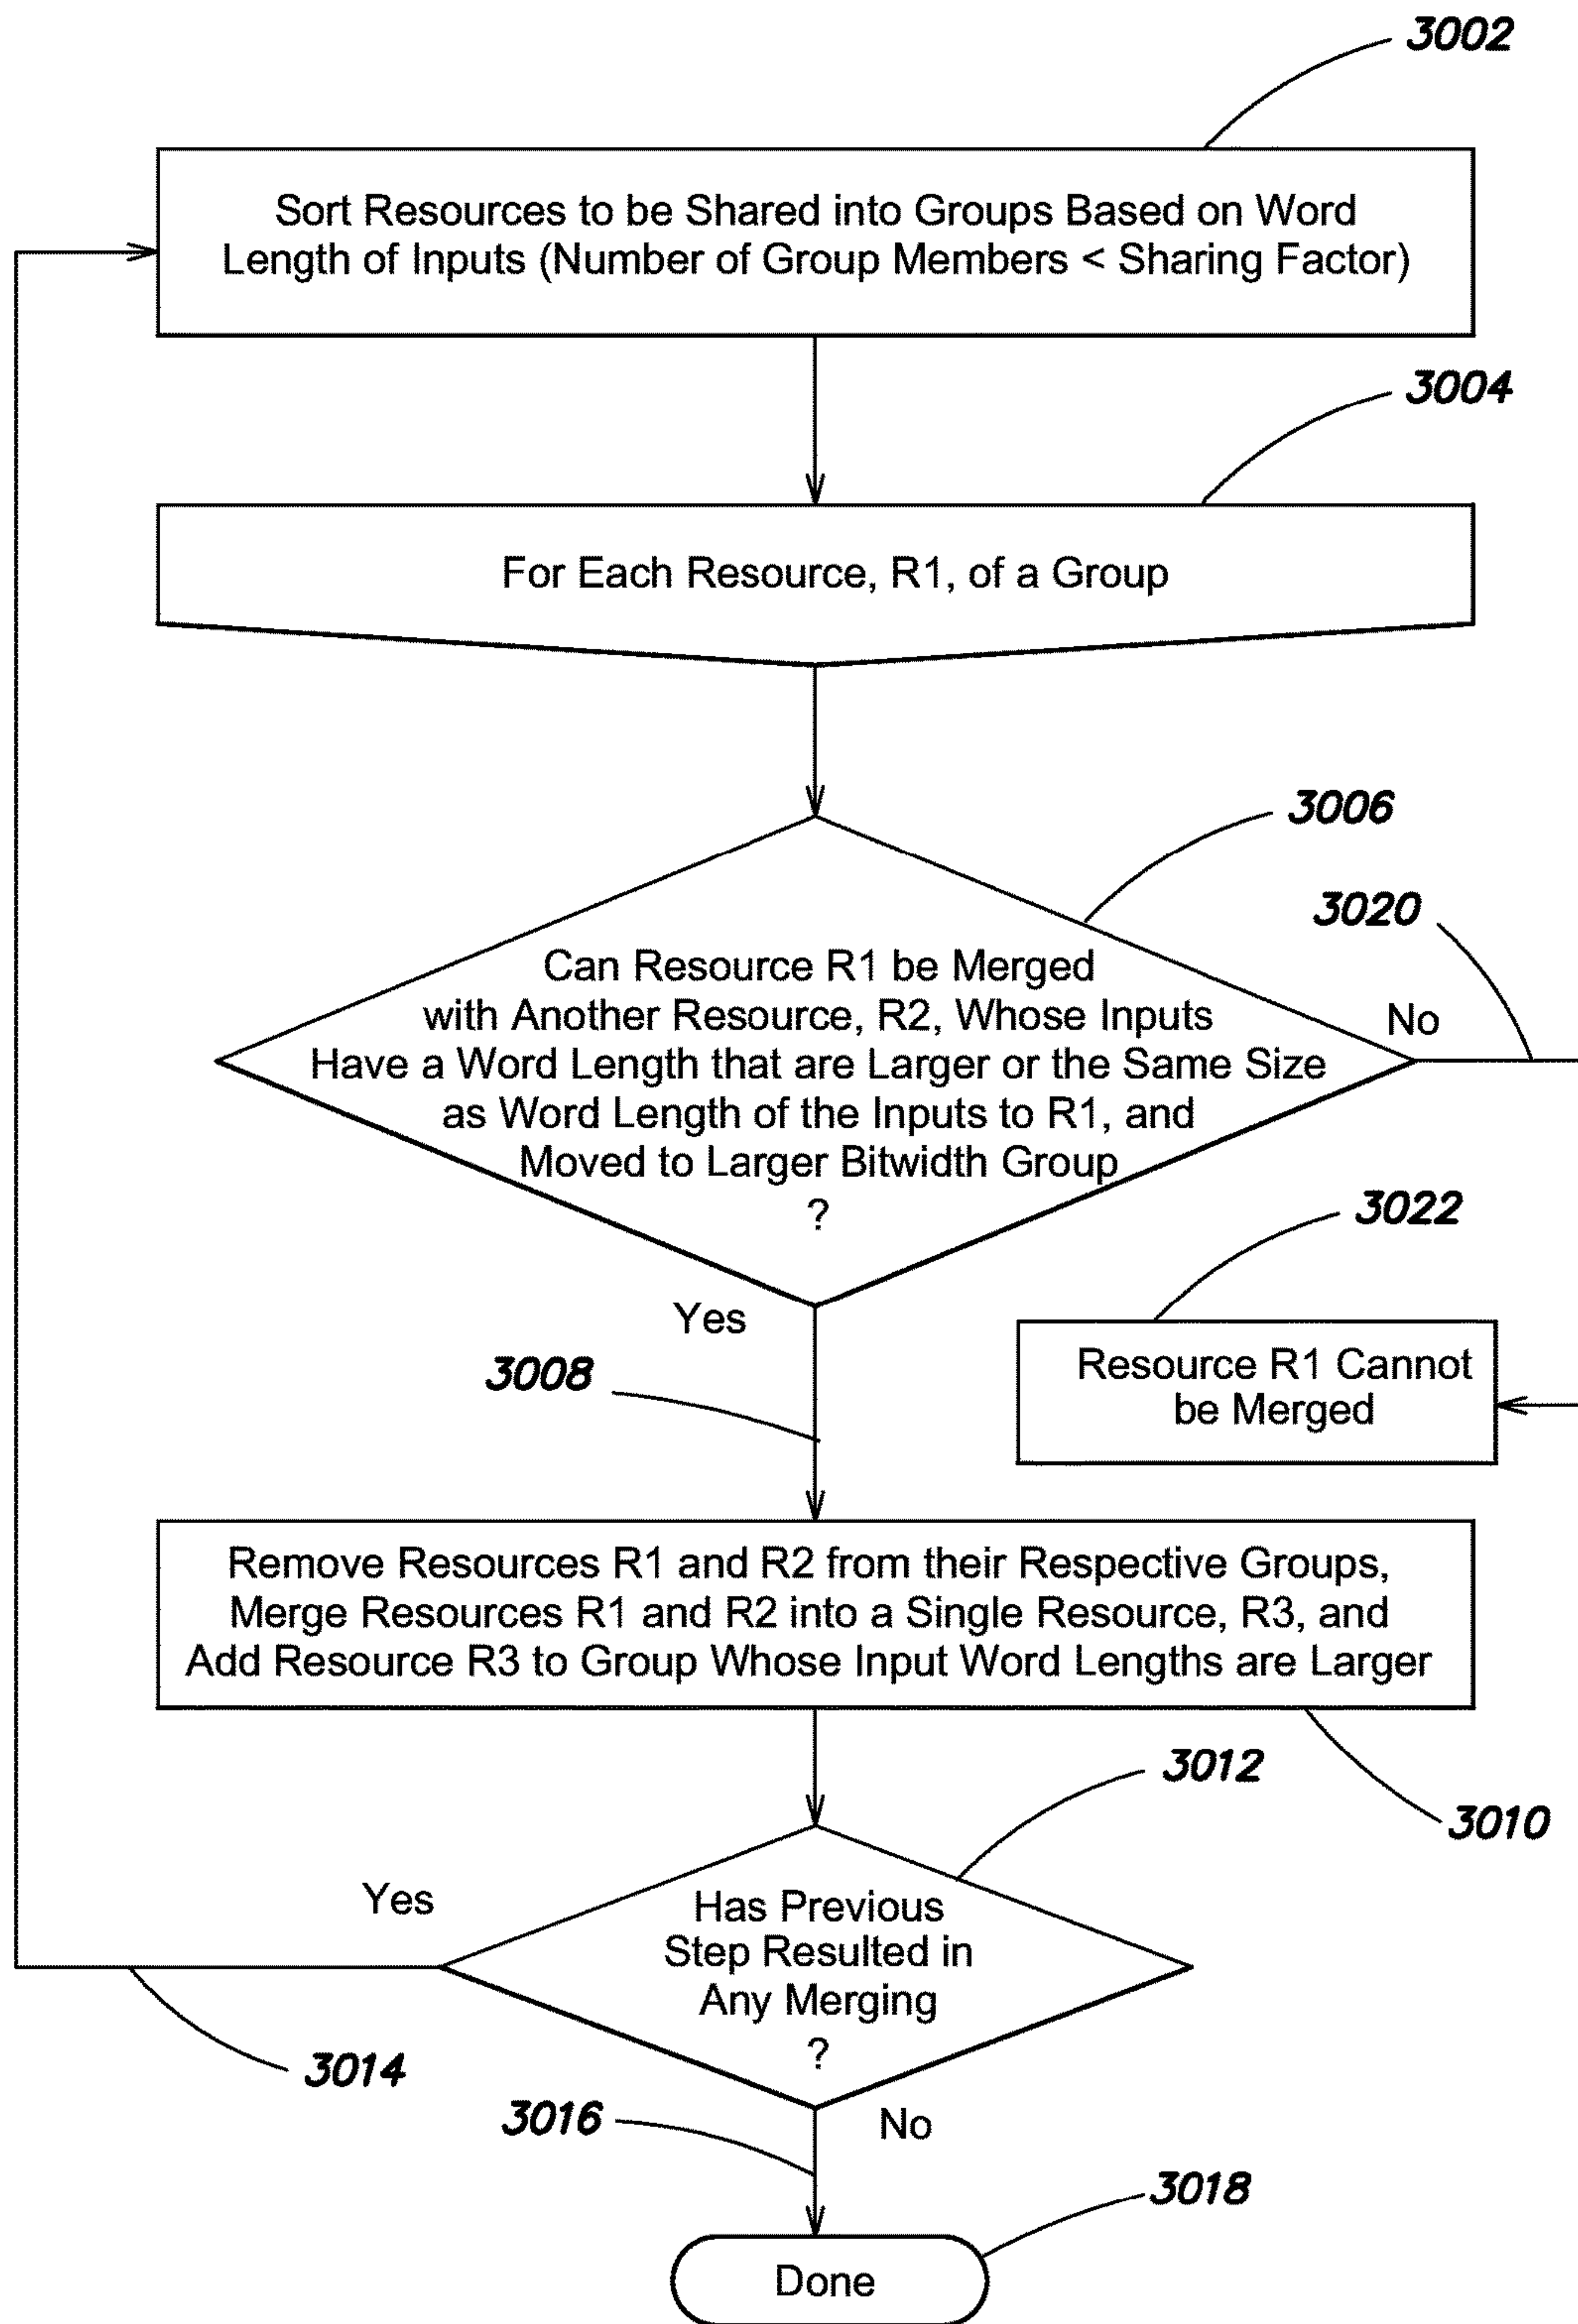 3002
Sort Resources to be Shared into Groups Based on Word
Length of Inputs (Number of Group Members < Sharing Factor)
3004
For Each Resource, R1, of a Group
3006
3020
Can Resource R1 be Merged
with Another Resource, R2, Whose Inputs
No
Have a Word Length that are Larger or the Same Size
as Word Length of the Inputs to R1, and
Moved to Larger Bitwidth Group
?
3022
Yes
3008
Resource R1 Cannot
be Merged
Remove Resources R1 and R2 from their Respective Groups,
Merge Resources R1 and R2 into a Single Resource, R3, and
Add Resource R3 to Group Whose Input Word Lengths are Larger
3012
3010
Yes
Has Previous
Step Resulted in
Any Merging
?
3014
3016
No
3018
Done